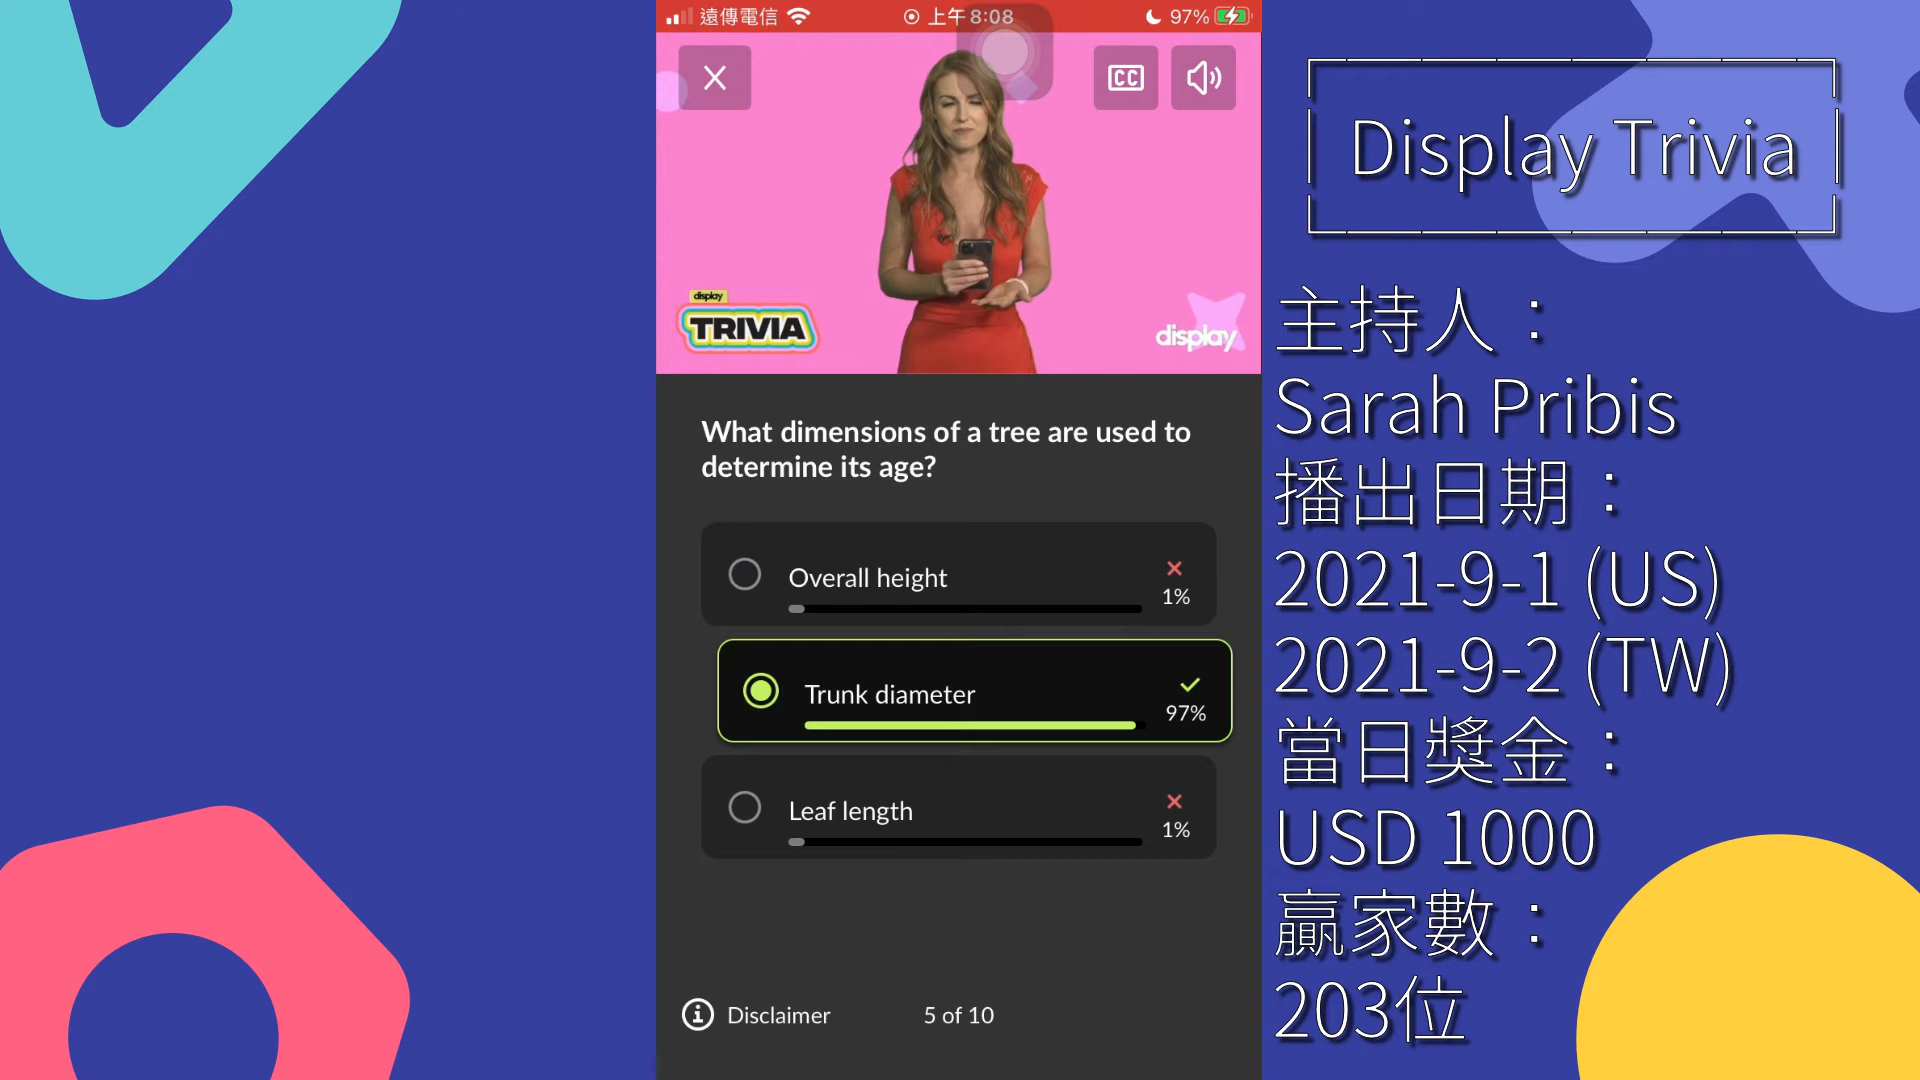 遠傳電信
上午8:08
97%
CC
display
TRIVIA
display
What dimensions of a tree are used to
determine its age?
Overall height
1%
Trunk diameter
97%
Leaf length
1%
Disclaimer
5 of 10
Display Trivia
主持人：
Sarah Pribis
播出日期：
2021-9-1 (US)
2021-9-2 (TW)
當日獎金：
USD 1000
贏家數：
203位